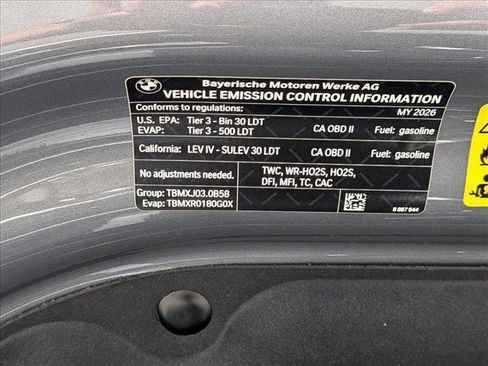 BMW
Bayerische Motoren Werke AG
VEHICLE EMISSION CONTROL INFORMATION
Conforms to regulations: MY 2026
U.S. EPA: Tier 3 - Bin 30 LDT
EVAP: Tier 3 - 500 LDT CA OBD II Fuel: gasoline
California: LEV IV - SULEV 30 LDT CA OBD II Fuel: gasoline
No adjustments needed. TWC, WR-HO2S, HO2S,
DFI, MFI, TC, CAC
Group: TBMXJ03.0B58
Evap: TBMXR0180G0X
8 887 944